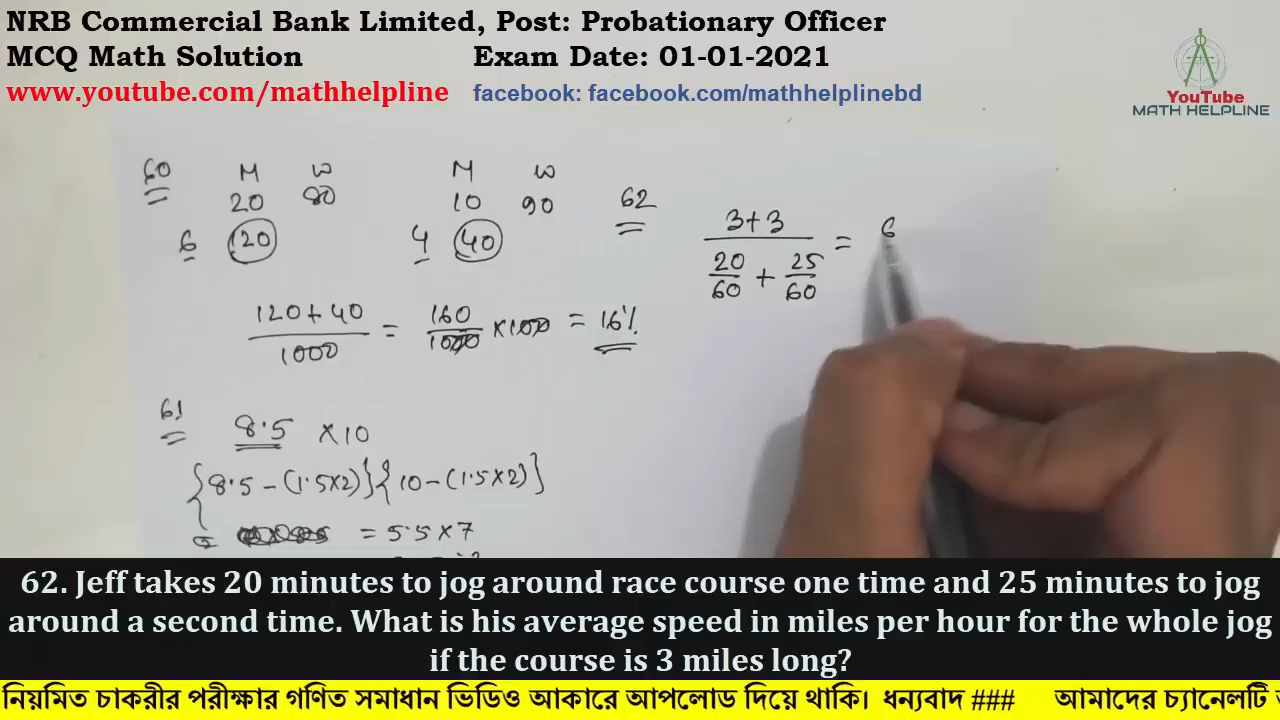 NRB Commercial Bank Limited, Post: Probationary Officer
MCQ Math Solution Exam Date: 01-01-2021
www.youtube.com/mathhelpline facebook: facebook.com/mathhelplinebd
YouTube
MATH HELPLINE
60 M W M W
20 80 10 90
6 120 4 40
120+40 / 1000 = 160 / 1000 ×100 = 16%
61
8.5 ×10
{8.5-(1.5×2)}{10-(1.5×2)}
= 5.5×7
62
3+3 / 20/60 + 25/60 = 6
62. Jeff takes 20 minutes to jog around race course one time and 25 minutes to jog
around a second time. What is his average speed in miles per hour for the whole jog
if the course is 3 miles long?
নিয়মিত চাকরীর পরীক্ষার গণিত সমাধান ভিডিও আকারে আপলোড দিয়ে থাকি। ধন্যবাদ ### আমাদের চ্যানেলটি